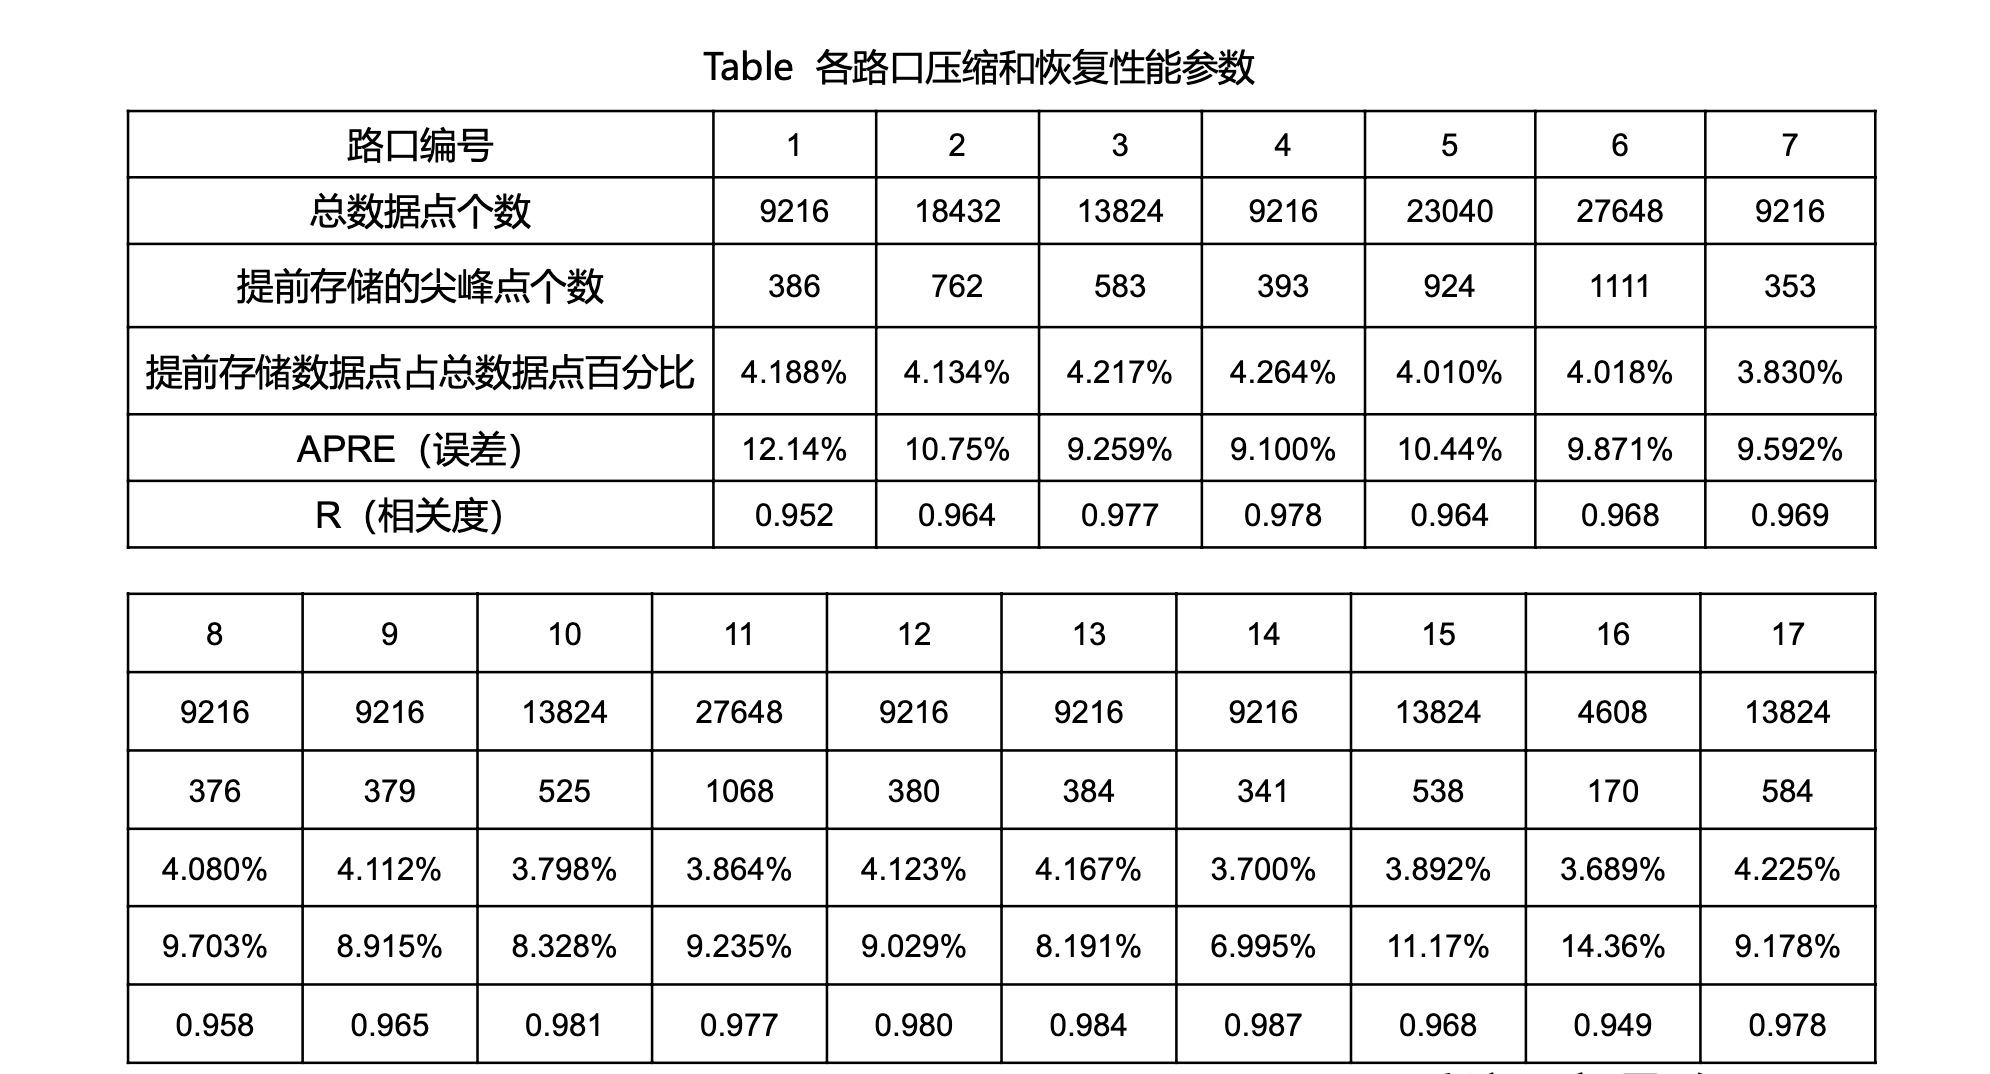 Table 各路口压缩和恢复性能参数
路口编号 1 2 3 4 5 6 7
总数据点个数 9216 18432 13824 9216 23040 27648 9216
提前存储的尖峰点个数 386 762 583 393 924 1111 353
提前存储数据点占总数据点百分比 4.188% 4.134% 4.217% 4.264% 4.010% 4.018% 3.830%
APRE（误差） 12.14% 10.75% 9.259% 9.100% 10.44% 9.871% 9.592%
R（相关度） 0.952 0.964 0.977 0.978 0.964 0.968 0.969
8 9 10 11 12 13 14 15 16 17
9216 9216 13824 27648 9216 9216 9216 13824 4608 13824
376 379 525 1068 380 384 341 538 170 584
4.080% 4.112% 3.798% 3.864% 4.123% 4.167% 3.700% 3.892% 3.689% 4.225%
9.703% 8.915% 8.328% 9.235% 9.029% 8.191% 6.995% 11.17% 14.36% 9.178%
0.958 0.965 0.981 0.977 0.980 0.984 0.987 0.968 0.949 0.978